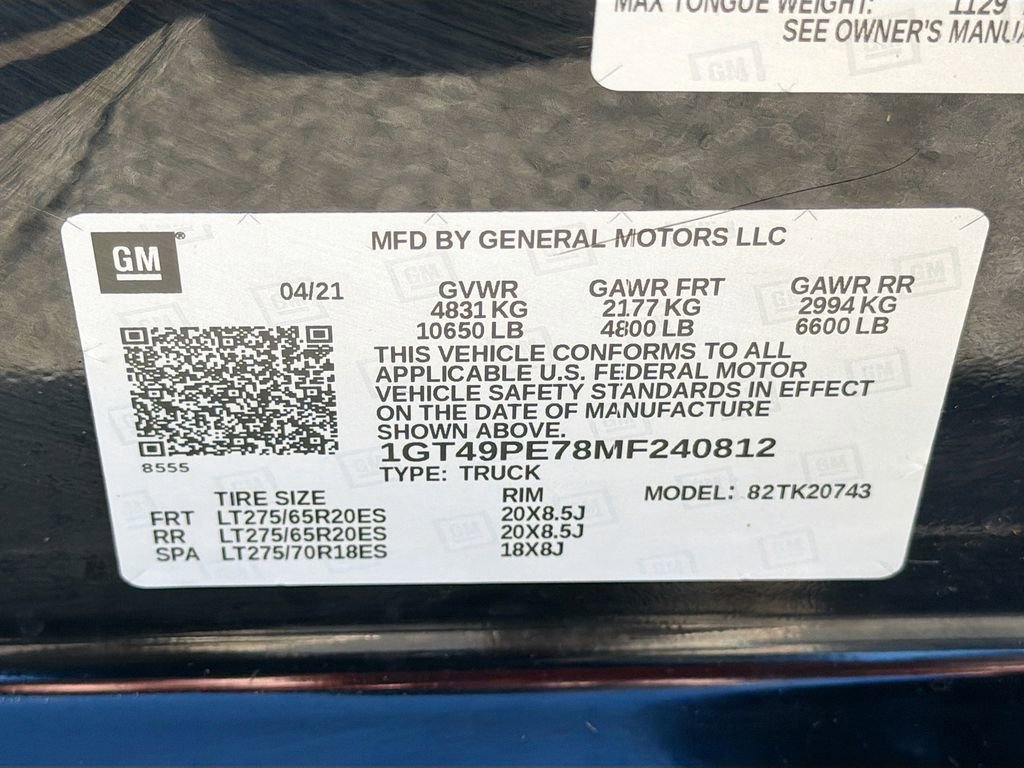 MAX TONGUE WEIGHT: 1129
SEE OWNER'S MANUA
GM
GM
MFD BY GENERAL MOTORS LLC
04/21
GVWR GAWR FRT GAWR RR
4831 KG 2177 KG 2994 KG
10650 LB 4800 LB 6600 LB
THIS VEHICLE CONFORMS TO ALL
APPLICABLE U.S. FEDERAL MOTOR
VEHICLE SAFETY STANDARDS IN EFFECT
ON THE DATE OF MANUFACTURE
SHOWN ABOVE.
1GT49PE78MF240812
8555
TYPE: TRUCK
TIRE SIZE RIM MODEL: 82TK20743
FRT LT275/65R20ES 20X8.5J
RR LT275/65R20ES 20X8.5J
SPA LT275/70R18ES 18X8J